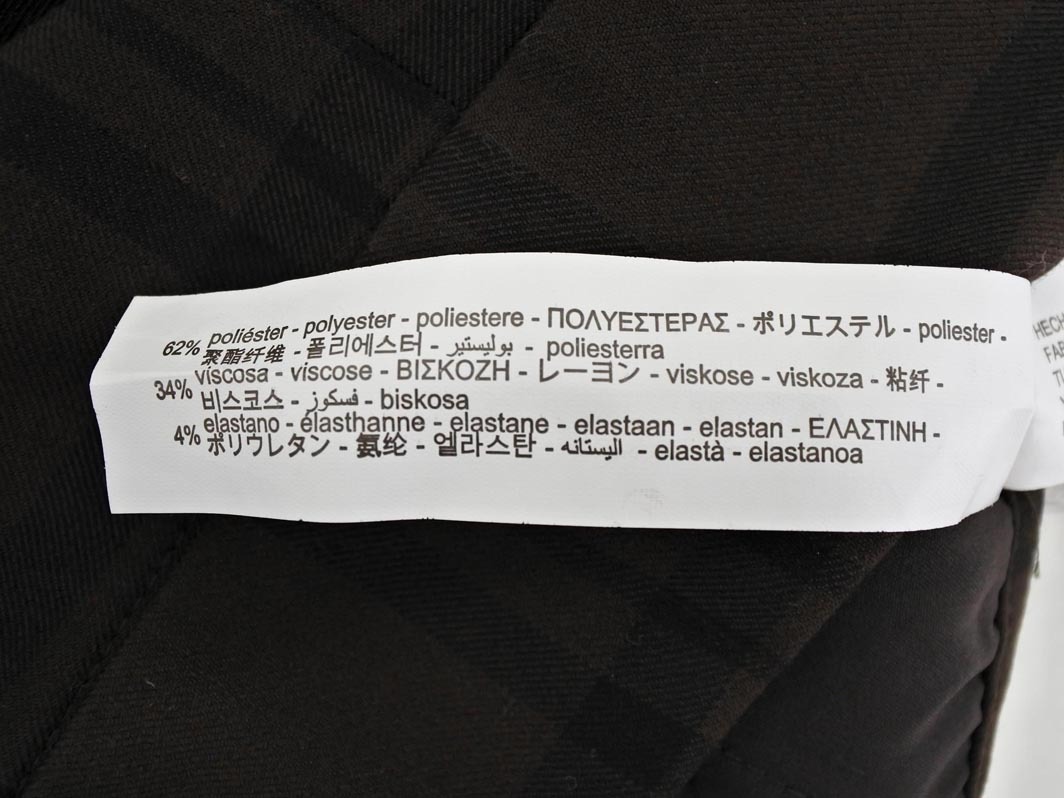 62% poliéster - polyester - poliestere - ΠΟΛΥΕΣΤΕΡΑΣ - ポリエステル - poliester -
聚酯纤维 - 폴리에스터 - بوليستير - poliesterra
34% viscosa - viscose - ΒΙΣΚΟΖΗ - レーヨン - viskose - viskoza - 粘纤 -
비스코스 - فسكوز - biskosa
4% elastano - élasthanne - elastane - elastaan - elastan - ΕΛΑΣΤΙΝΗ -
ポリウレタン - 氨纶 - 엘라스탄 - اليستانه - elastà - elastanoa